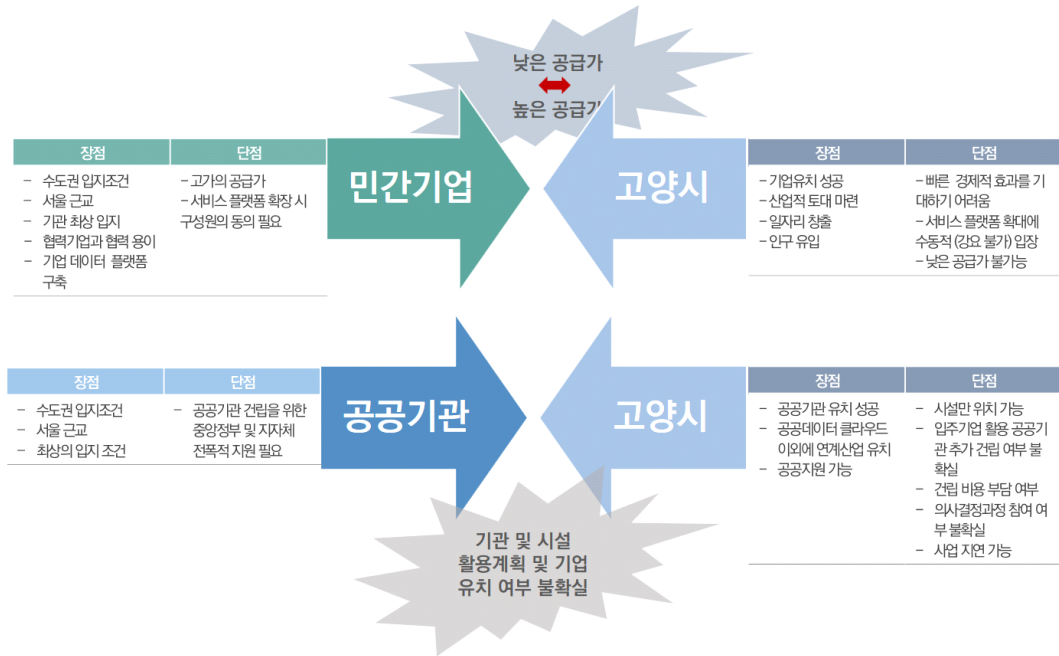 낮은 공급가
높은 공급가
장점
단점
- 수도권 입지조건
- 서울 근교
- 기관 최상 입지
- 협력기업과 협력 용이
- 기업 데이터 플랫폼
구축
- 고가의 공급가
- 서비스 플랫폼 확장 시
구성원의 동의 필요
민간기업
고양시
장점
단점
- 기업유치 성공
- 산업적 토대 마련
- 일자리 창출
- 인구 유입
- 빠른 경제적 효과를 기
대하기 어려움
- 서비스 플랫폼 확대에
수동적 (강요 불가) 입장
- 낮은 공급가 불가능
장점
단점
- 수도권 입지조건
- 서울 근교
- 최상의 입지 조건
- 공공기관 건립을 위한
중앙정부 및 지자체
전폭적 지원 필요
공공기관
고양시
장점
단점
- 공공기관 유치 성공
- 공공데이터 클라우드
이외에 연계산업 유치
- 공공지원 가능
- 시설만 위치 가능
- 입주기업 활용 공공기
관 추가 건립 여부 불
확실
- 건립 비용 부담 여부
- 의사결정과정 참여 여
부 불확실
- 사업 지연 가능
기관 및 시설
활용계획 및 기업
유치 여부 불확실